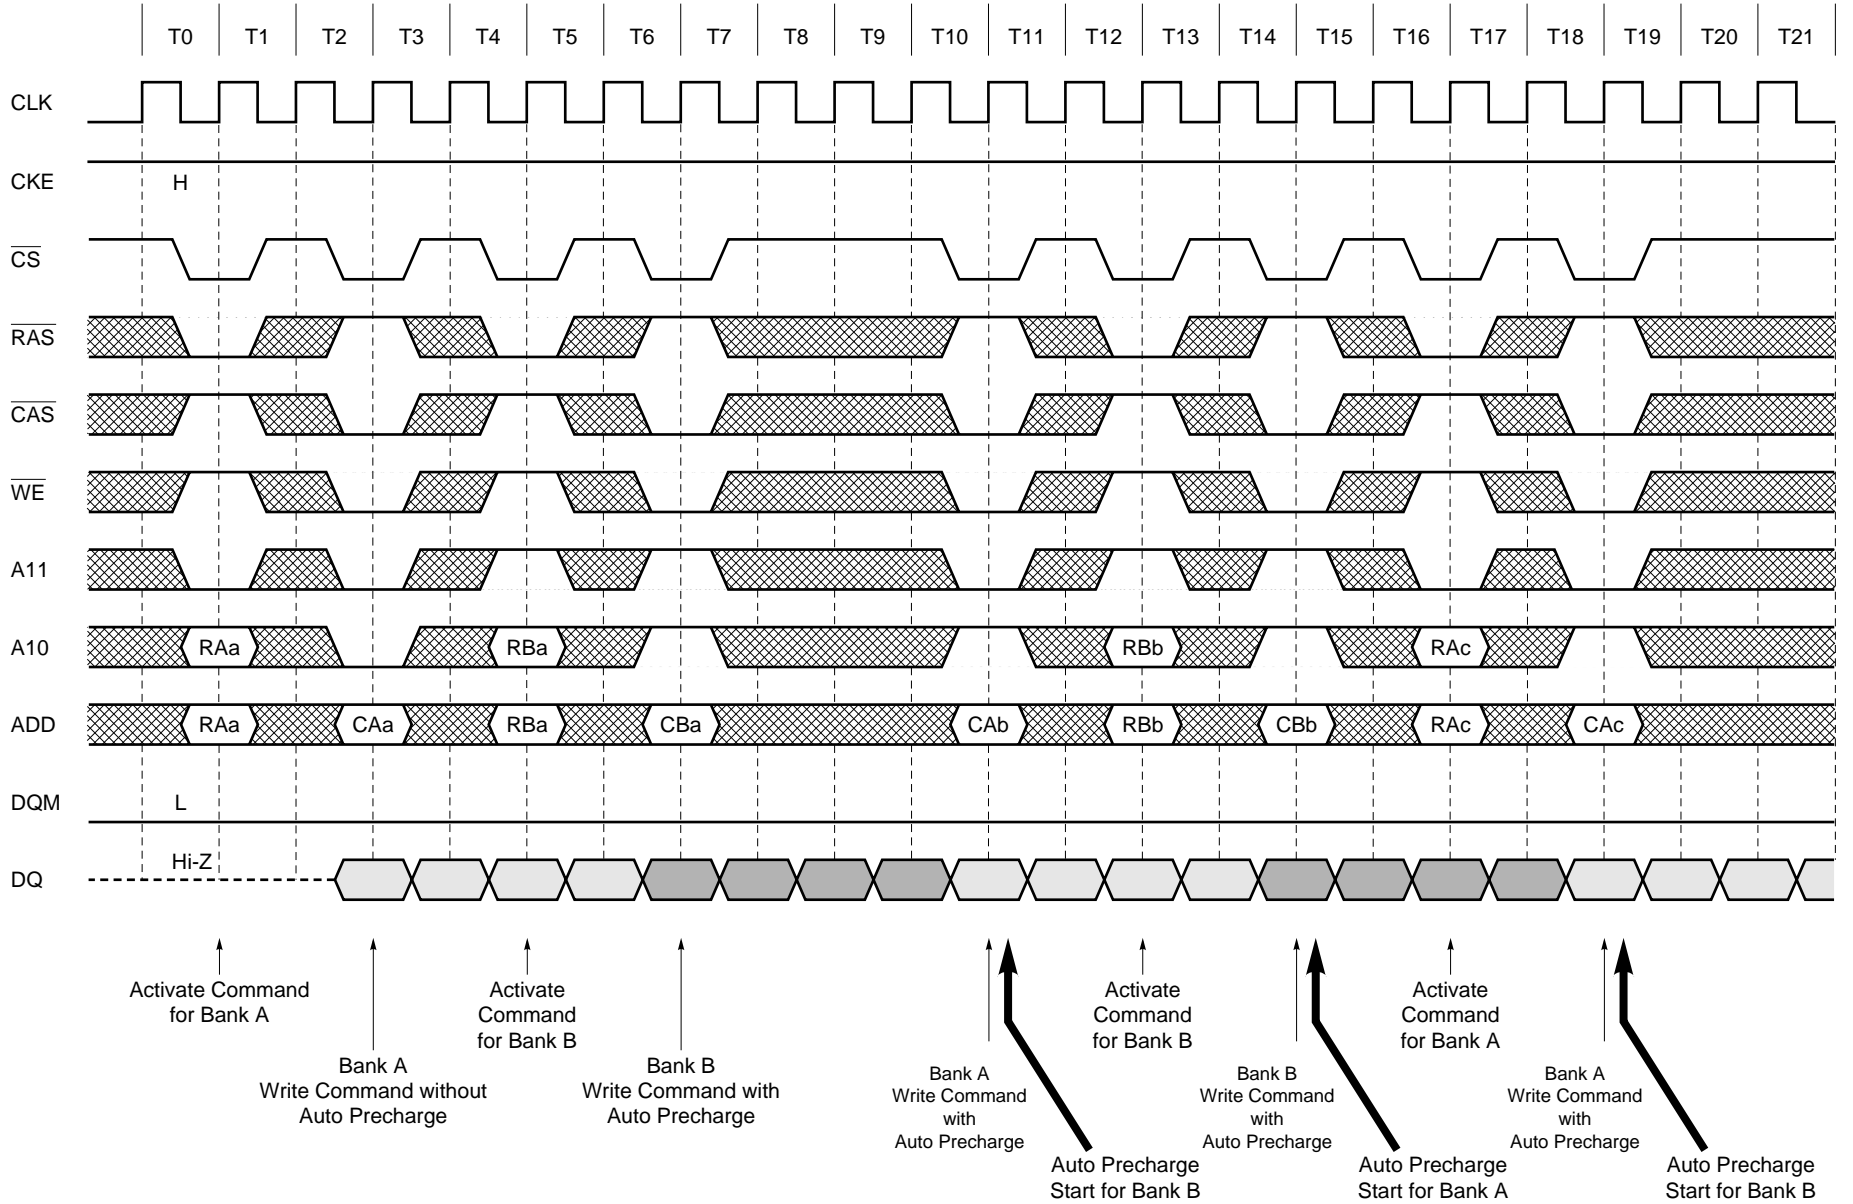 T0 T1 T2 T3 T4 T5 T6 T7 T8 T9 T10 T11 T12 T13 T14 T15 T16 T17 T18 T19 T20 T21
CLK
CKE H
CS
RAS
CAS
WE
A11
A10 RAa RBa RBb RAc
ADD RAa CAa RBa CBa CAb RBb CBb RAc CAc
DQM L
DQ Hi-Z
Activate Command
for Bank A
Bank A
Write Command without
Auto Precharge
Activate
Command
for Bank B
Bank B
Write Command with
Auto Precharge
Bank A
Write Command
with
Auto Precharge
Auto Precharge
Start for Bank B
Activate
Command
for Bank B
Bank B
Write Command
with
Auto Precharge
Auto Precharge
Start for Bank A
Activate
Command
for Bank A
Bank A
Write Command
with
Auto Precharge
Auto Precharge
Start for Bank B